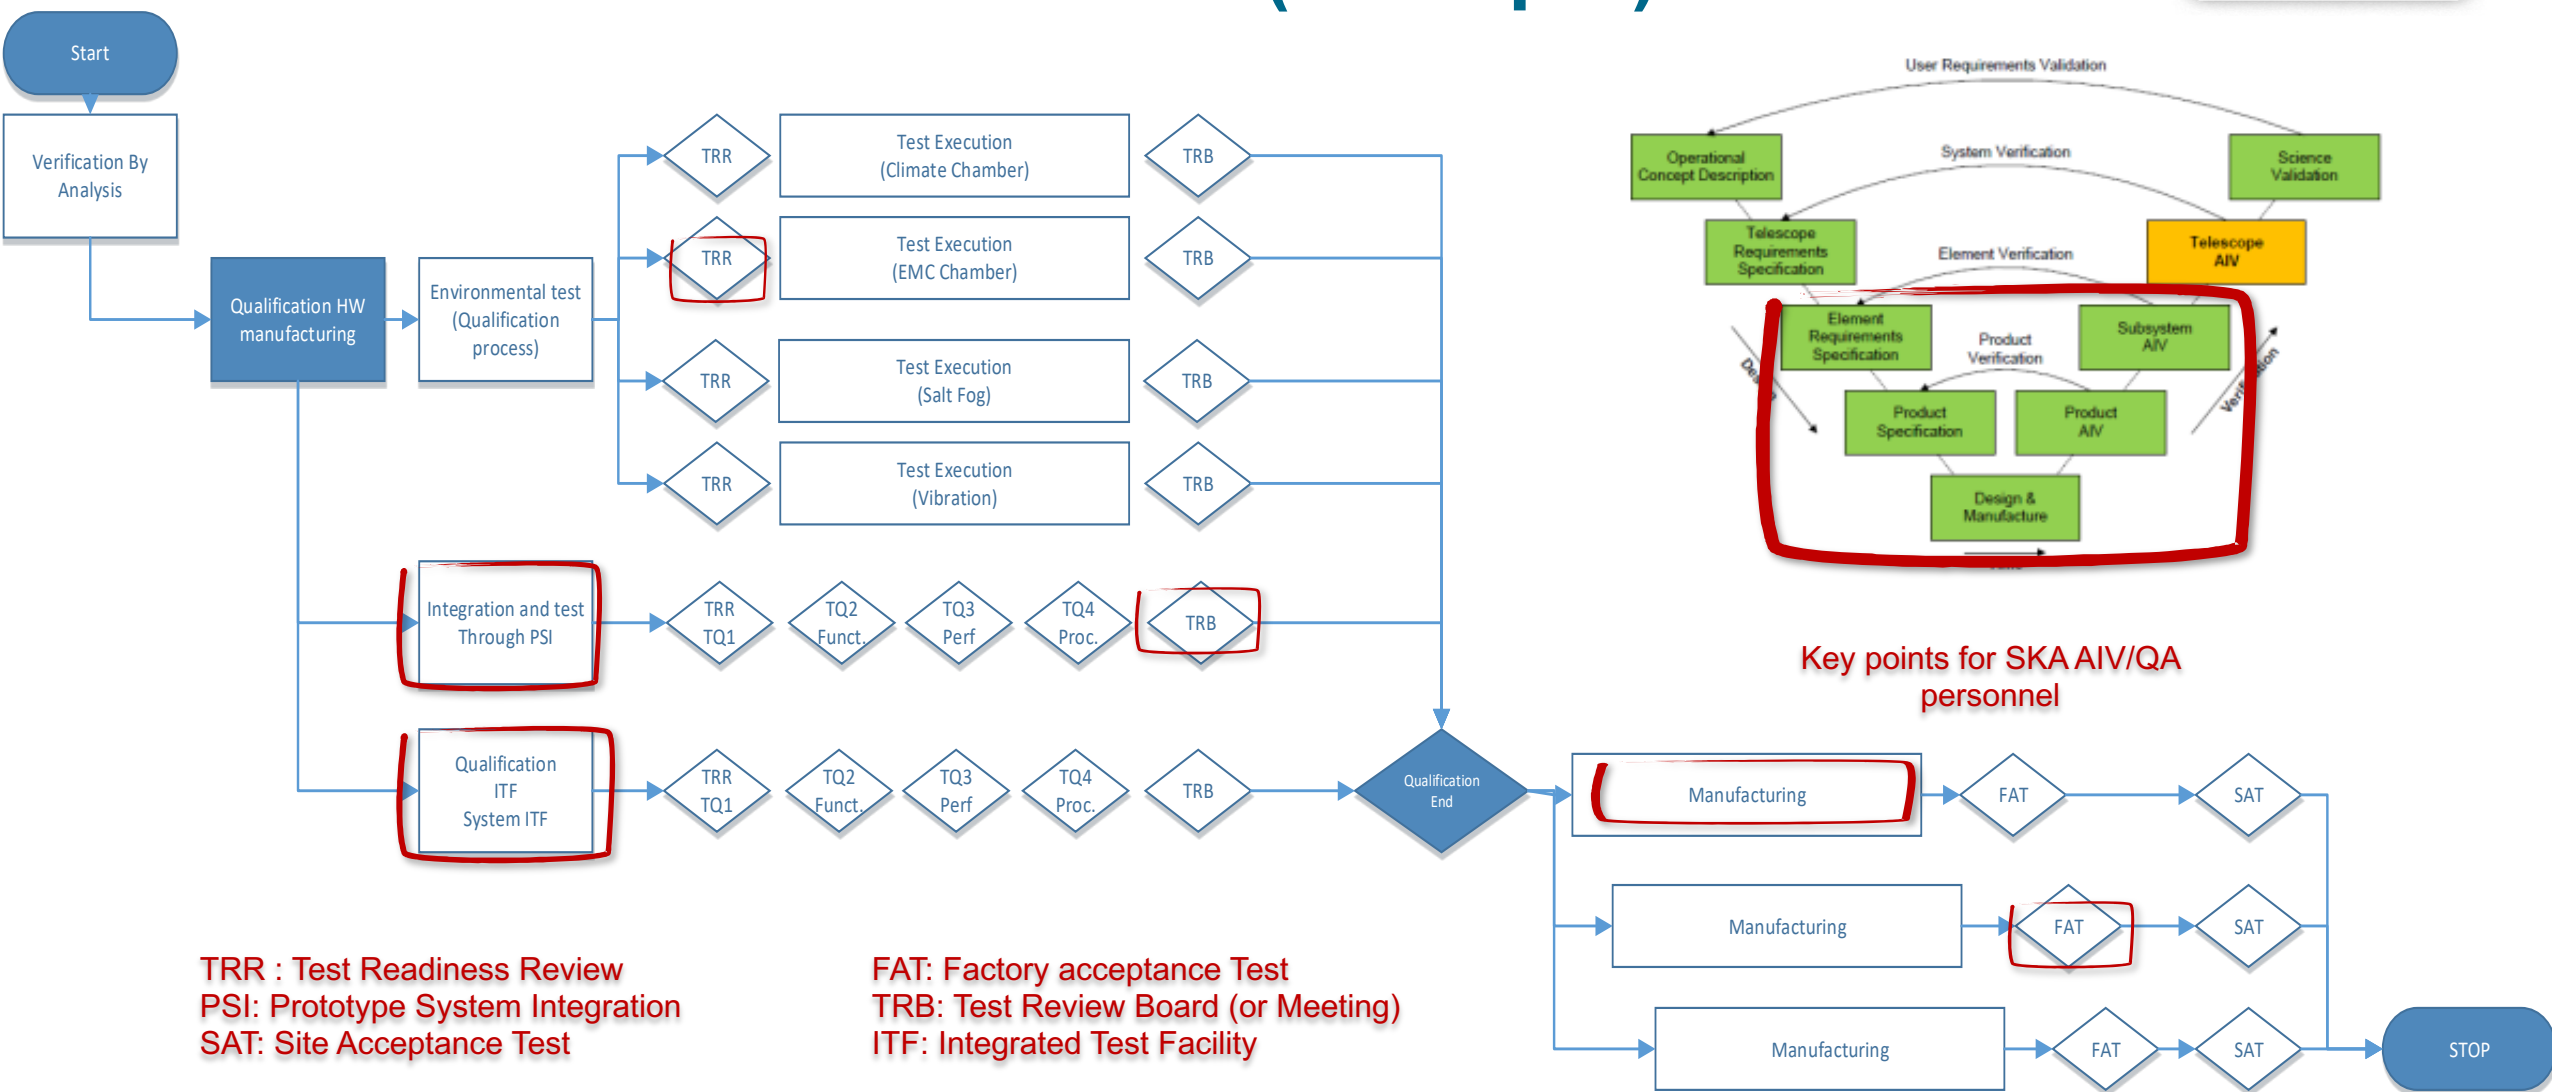 Start
Verification By
Analysis
Qualification HW
manufacturing
Environmental test
(Qualification
process)
TRR
Test Execution
(Climate Chamber)
TRB
TRR
Test Execution
(EMC Chamber)
TRB
TRR
Test Execution
(Salt Fog)
TRB
TRR
Test Execution
(Vibration)
TRB
Integration and test
Through PSI
TRR
TQ1
TQ2
Funct.
TQ3
Perf
TQ4
Proc.
TRB
Qualification
ITF
System ITF
TRR
TQ1
TQ2
Funct.
TQ3
Perf
TQ4
Proc.
TRB
Qualification
End
User Requirements Validation
Operational
Concept Description
System Verification
Science
Validation
Telescope
Requirements
Specification
Element Verification
Telescope
AIV
Element
Requirements
Specification
Product
Verification
Subsystem
AIV
Product
Specification
Product
AIV
Design &
Manufacture
Key points for SKA AIV/QA
personnel
Manufacturing
FAT
SAT
Manufacturing
FAT
SAT
Manufacturing
FAT
SAT
STOP
TRR : Test Readiness Review
PSI: Prototype System Integration
SAT: Site Acceptance Test
FAT: Factory acceptance Test
TRB: Test Review Board (or Meeting)
ITF: Integrated Test Facility